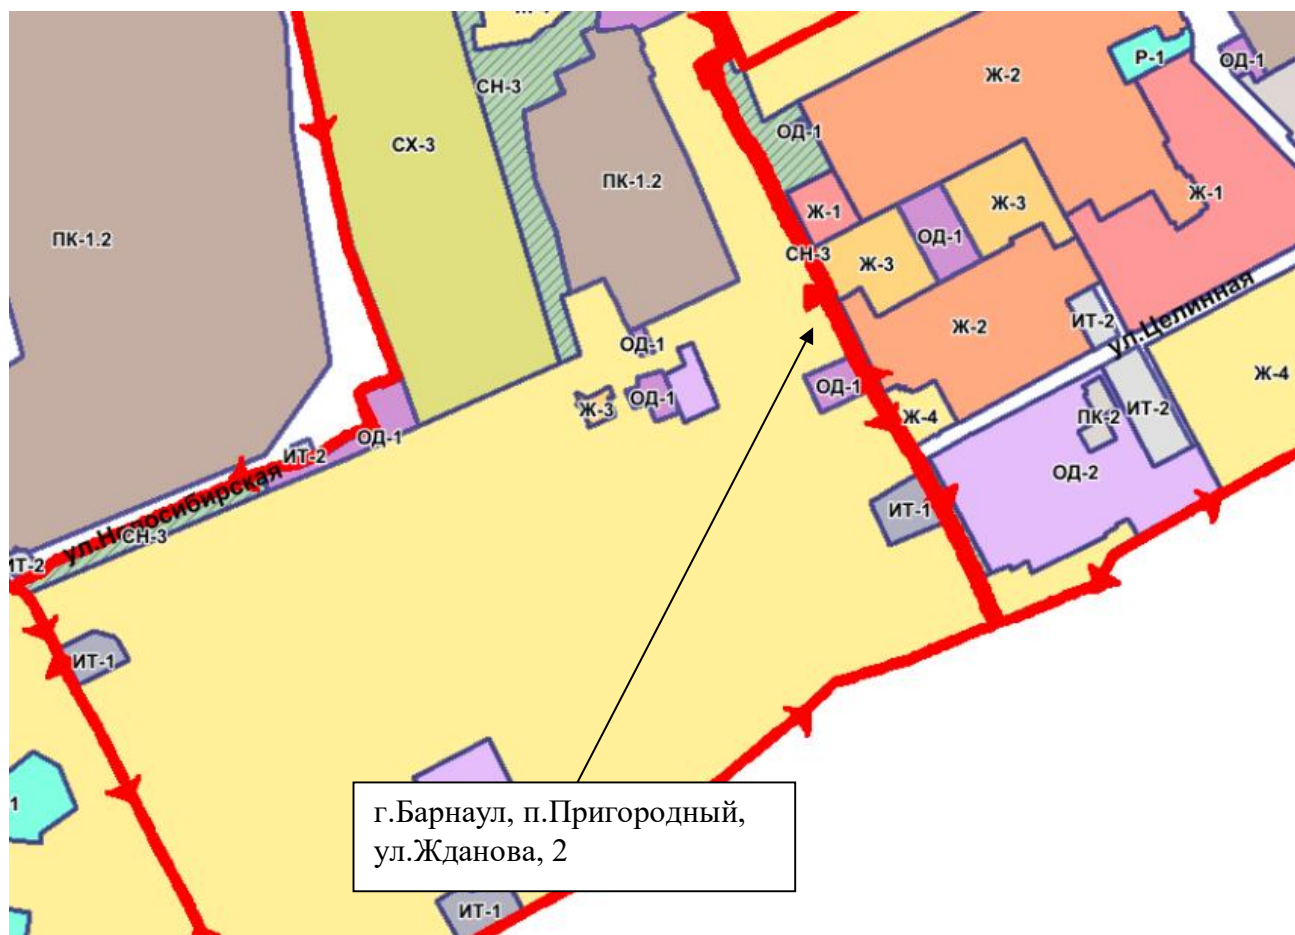 Ж-2
Р-1
ОД-1
СН-3
ОД-1
СХ-3
ПК-1.2
Ж-1
Ж-1
Ж-3
ПК-1.2
ОД-1
СН-3
Ж-3
ул.Целинная
Ж-2
ИТ-2
ОД-1
Ж-4
ОД-1
ОД-1
Ж-3
ПК-2
ИТ-2
Ж-4
ОД-1
ИТ-2
ОД-2
ул.Новосибирская
ИТ-1
СН-3
ИТ-2
ИТ-1
1
г.Барнаул, п.Пригородный,
ул.Жданова, 2
ИТ-1